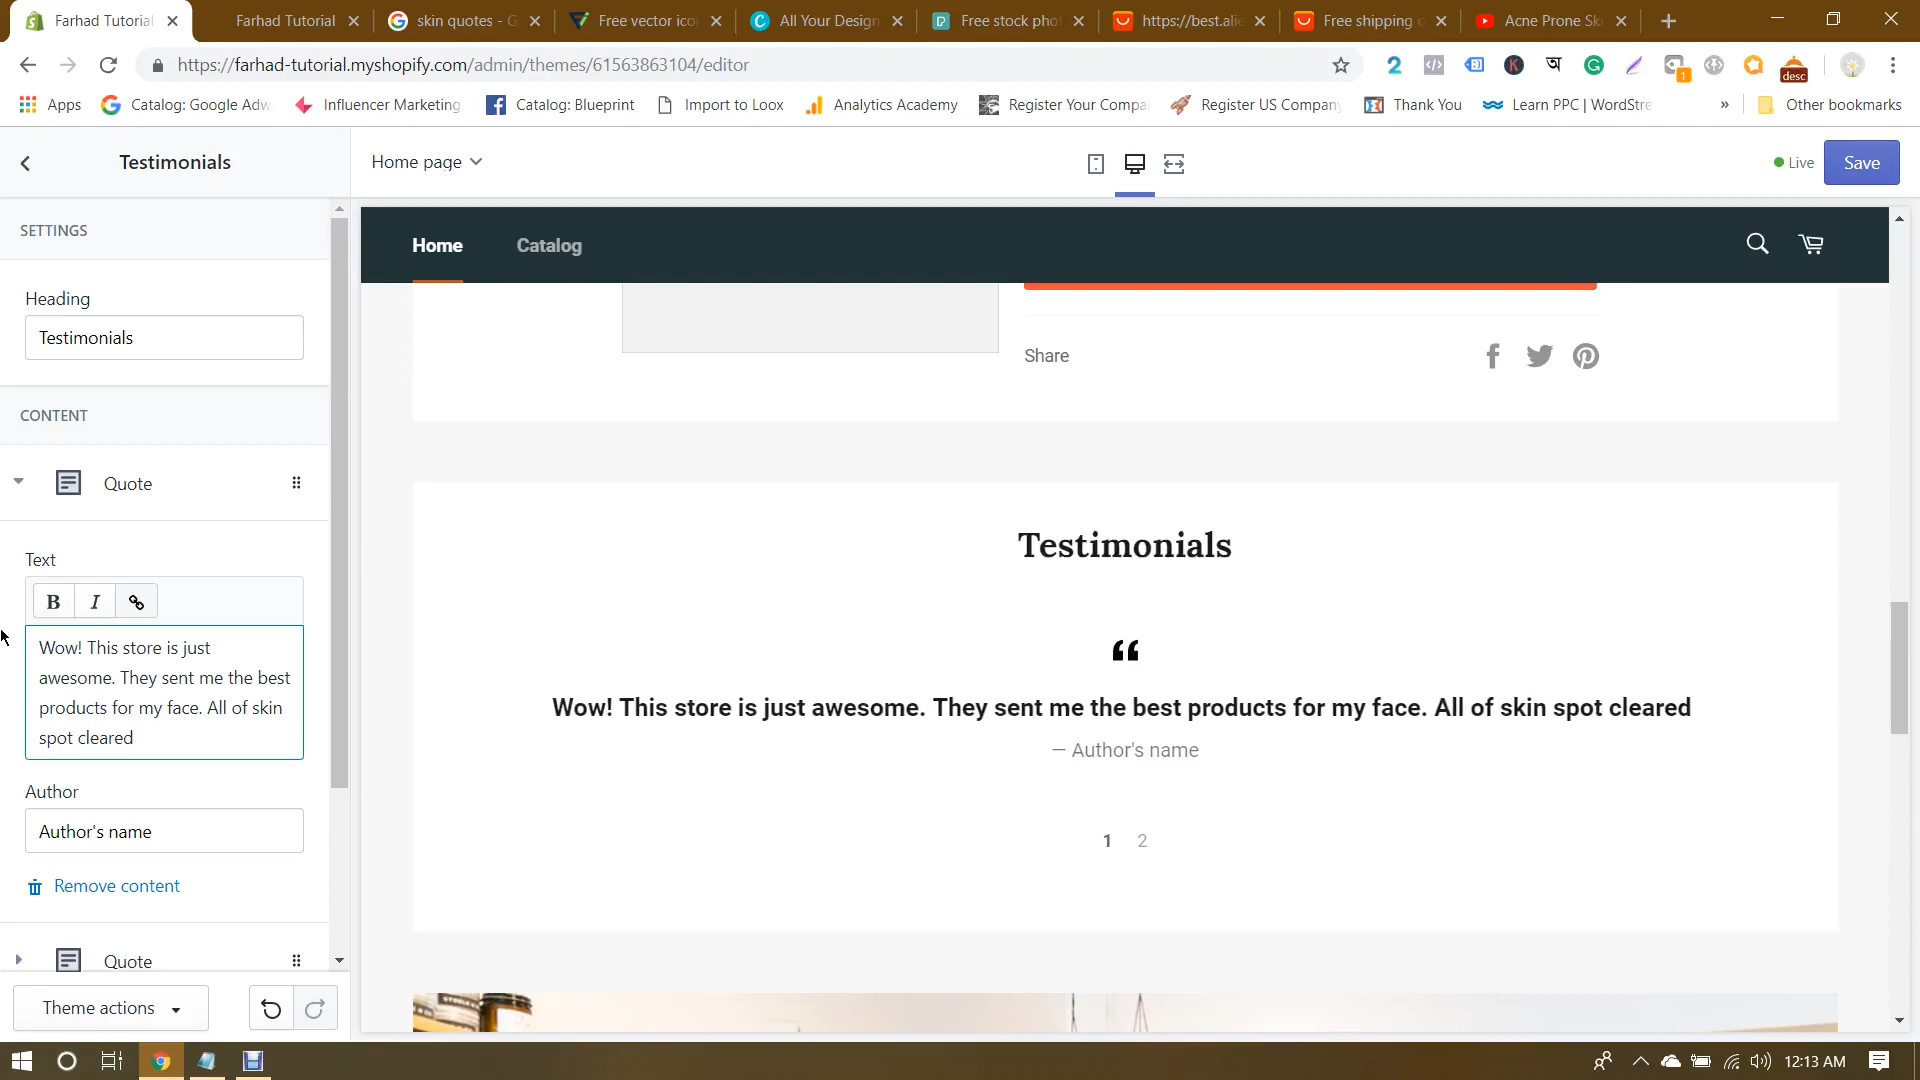 Farhad Tutorial
Farhad Tutorial
skin quotes - G
Free vector ico
All Your Design
Free stock phot
https://best.alie
Free shipping o
Acne Prone Ski
https://farhad-tutorial.myshopify.com/admin/themes/61563863104/editor
desc
Apps
Catalog: Google Adw
Influencer Marketing
Catalog: Blueprint
Import to Loox
Analytics Academy
Register Your Compa
Register US Company
Thank You
Learn PPC | WordStre
Other bookmarks
Testimonials
Home page
Live
Save
SETTINGS
Heading
Testimonials
CONTENT
Quote
Text
B I
Wow! This store is just
awesome. They sent me the best
products for my face. All of skin
spot cleared
Author
Author's name
Remove content
Quote
Theme actions
Home
Catalog
Share
Testimonials
“
Wow! This store is just awesome. They sent me the best products for my face. All of skin spot cleared
— Author's name
1 2
12:13 AM